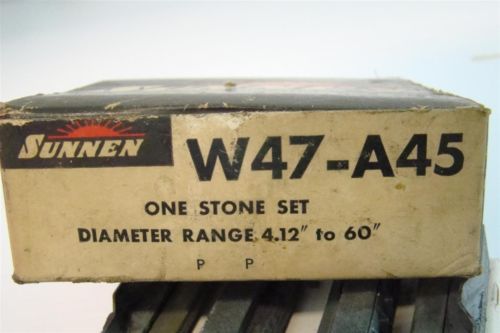 SUNNEN
W47-A45
ONE STONE SET
DIAMETER RANGE 4.12" to 60"
P P